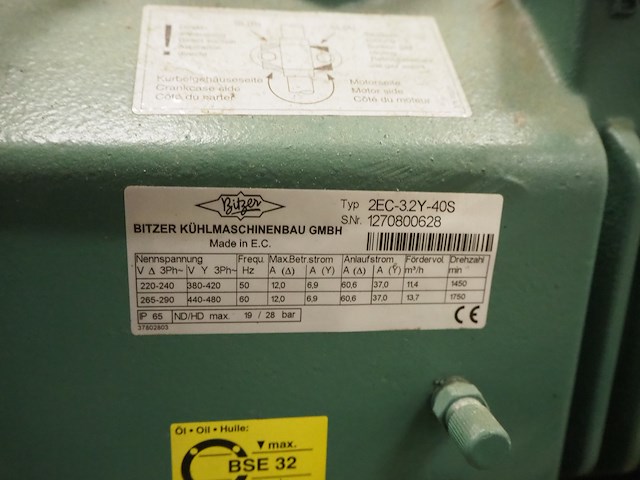 !
Kurbelgehäuseseite
Crankcase side
Côté du carter
Motorseite
Motor side
Côté du moteur
Bitzer
Typ 2EC-3.2Y-40S
S.Nr. 1270800628
BITZER KÜHLMASCHINENBAU GMBH
Made in E.C.
Nennspannung Frequ. Max.Betr.strom Anlaufstrom Fördervol. Drehzahl
V Δ 3Ph~ V Y 3Ph~ Hz A (Δ) A (Y) A (Δ) A (Y) m³/h min
220-240 380-420 50 12,0 6,9 60,6 37,0 11,4 1450
265-290 440-480 60 12,0 6,9 60,6 37,0 13,7 1750
IP 65 ND/HD max. 19 / 28 bar CE
37802803
Öl • Oil • Huile:
▼max.
BSE 32